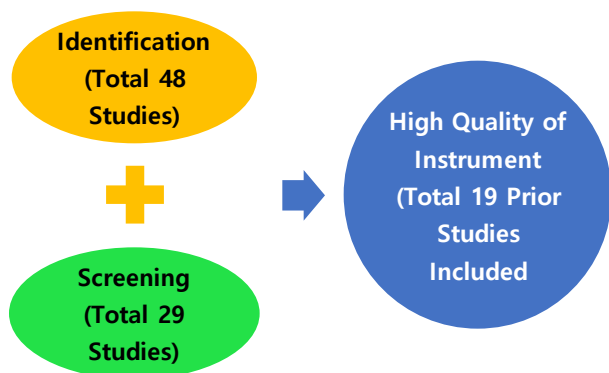 Identification
(Total 48
Studies)
Screening
(Total 29
Studies)
High Quality of
Instrument
(Total 19 Prior
Studies
Included